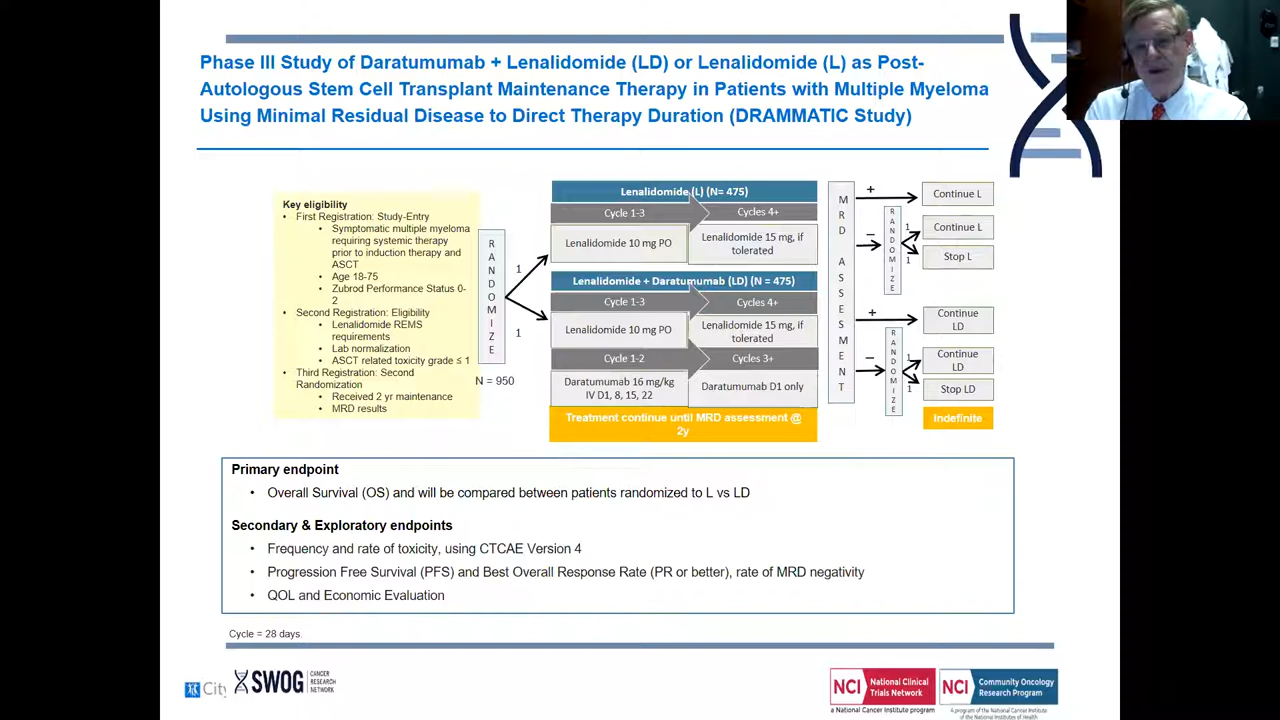 Phase III Study of Daratumumab + Lenalidomide (LD) or Lenalidomide (L) as Post-
Autologous Stem Cell Transplant Maintenance Therapy in Patients with Multiple Myeloma
Using Minimal Residual Disease to Direct Therapy Duration (DRAMMATIC Study)
Key eligibility
• First Registration: Study-Entry
• Symptomatic multiple myeloma
requiring systemic therapy
prior to induction therapy and
ASCT
• Age 18-75
• Zubrod Performance Status 0-
2
• Second Registration: Eligibility
• Lenalidomide REMS
requirements
• Lab normalization
• ASCT related toxicity grade ≤ 1
• Third Registration: Second
Randomization
• Received 2 yr maintenance
• MRD results
RANDOMIZE
N = 950
1
1
Lenalidomide (L) (N= 475)
Cycle 1-3
Cycles 4+
Lenalidomide 10 mg PO
Lenalidomide 15 mg, if
tolerated
Lenalidomide + Daratumumab (LD) (N = 475)
Cycle 1-3
Cycles 4+
Lenalidomide 10 mg PO
Lenalidomide 15 mg, if
tolerated
Cycle 1-2
Cycles 3+
Daratumumab 16 mg/kg
IV D1, 8, 15, 22
Daratumumab D1 only
Treatment continue until MRD assessment @
2y
MRD ASSESMENT
+
Continue L
–
RANDOMIZE
1
Continue L
1
Stop L
+
Continue
LD
–
RANDOMIZE
1
Continue
LD
1
Stop LD
Indefinite
Primary endpoint
• Overall Survival (OS) and will be compared between patients randomized to L vs LD
Secondary & Exploratory endpoints
• Frequency and rate of toxicity, using CTCAE Version 4
• Progression Free Survival (PFS) and Best Overall Response Rate (PR or better), rate of MRD negativity
• QOL and Economic Evaluation
Cycle = 28 days.
City
SWOG
CANCER
RESEARCH
NETWORK
NCI
National Clinical
Trials Network
a National Cancer Institute program
NCI
Community Oncology
Research Program
A program of the National Cancer Institute
of the National Institutes of Health